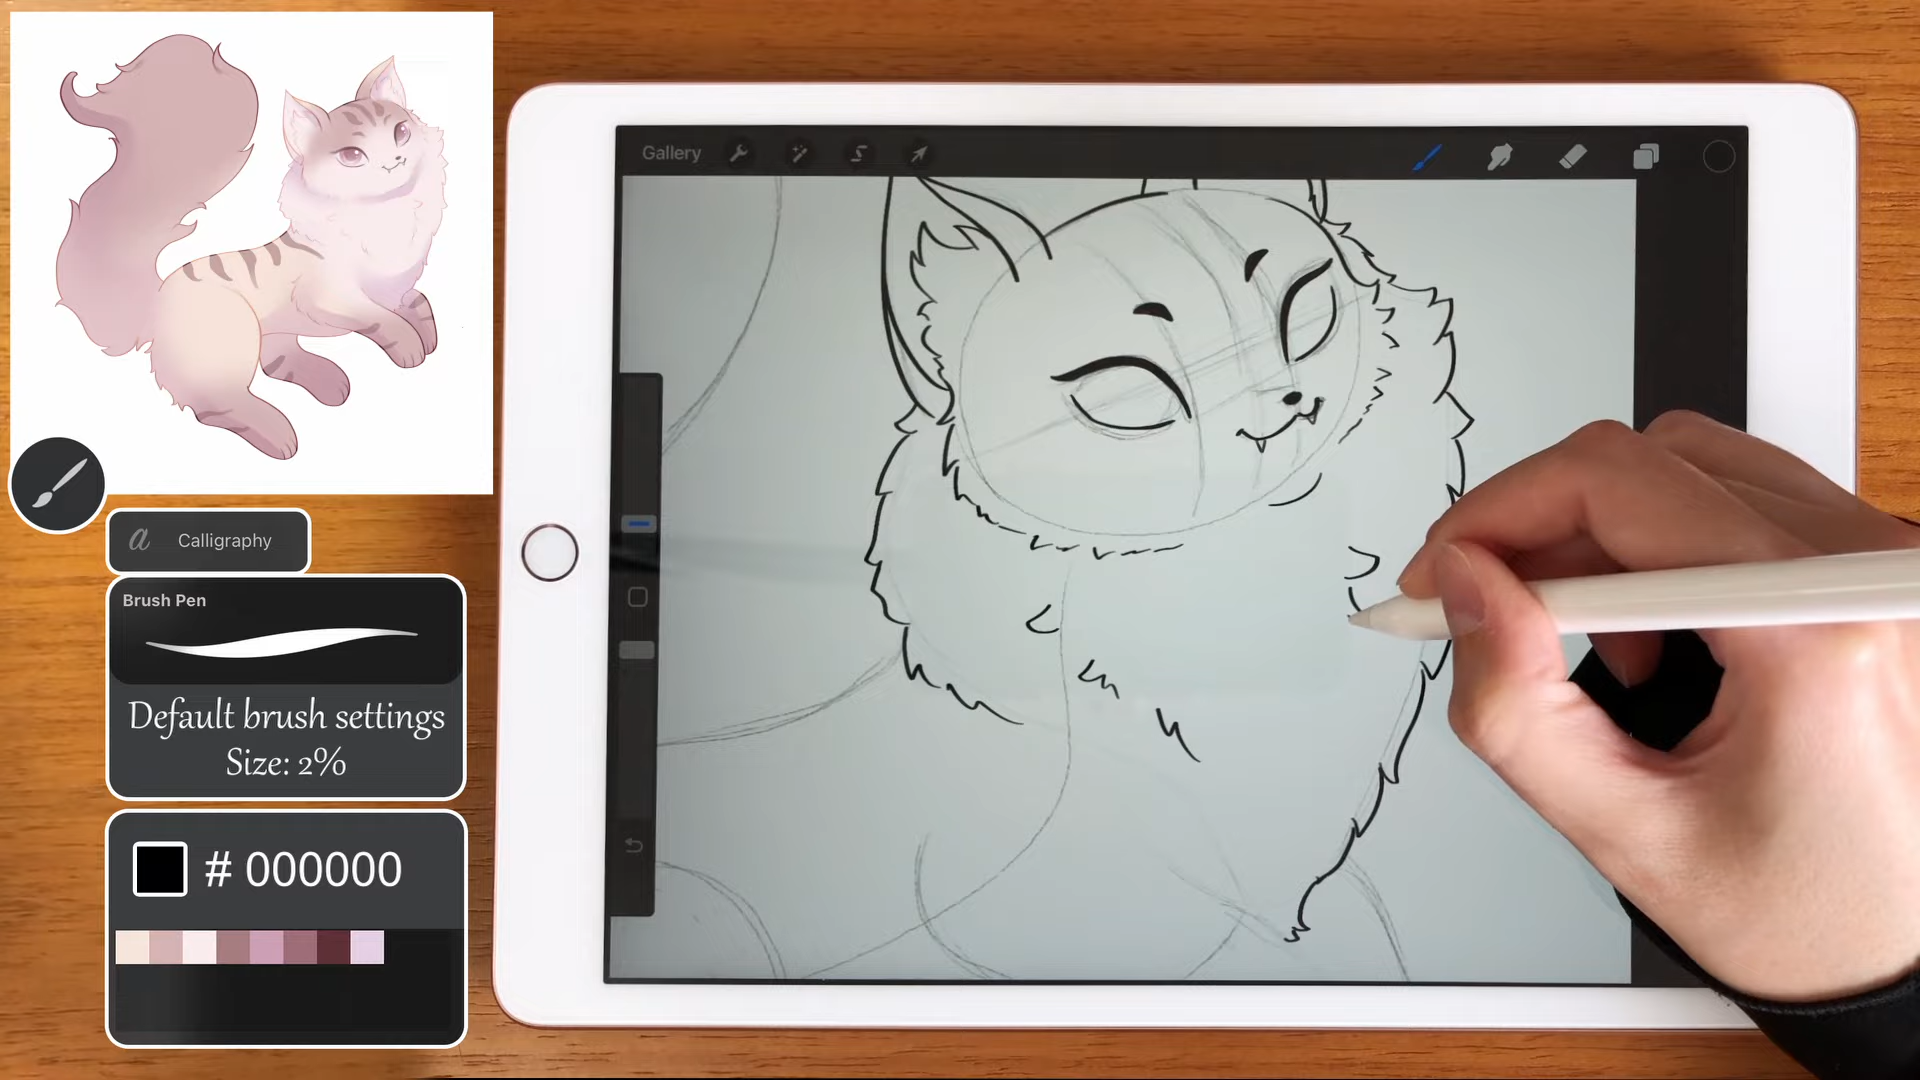 Gallery
a Calligraphy
Brush Pen
Default brush settings
Size: 2%
# 000000